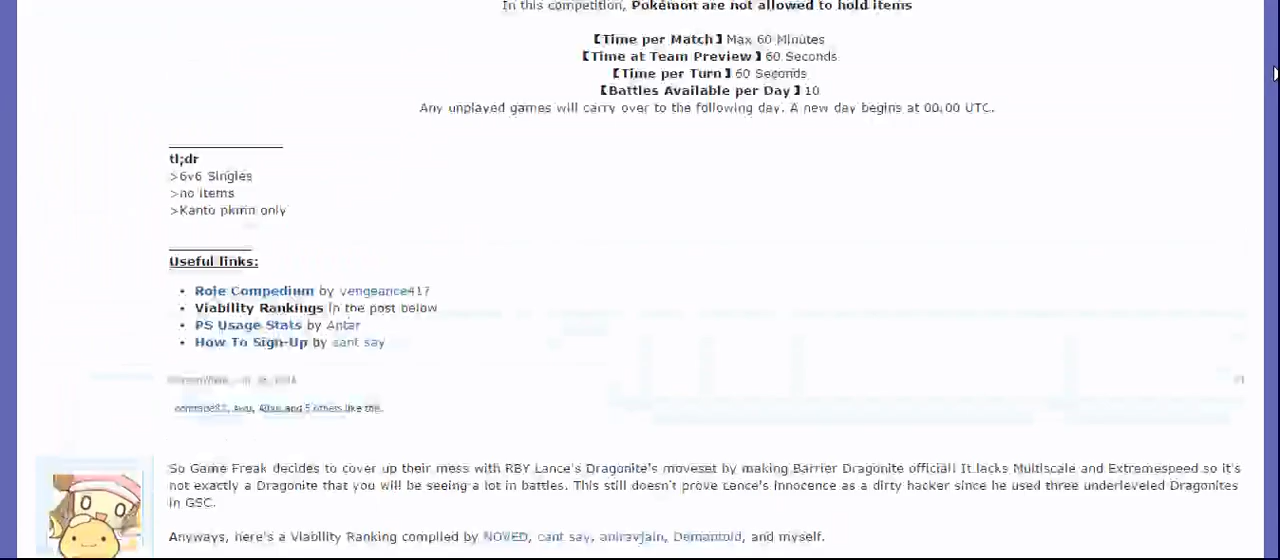 In this competition, Pokémon are not allowed to hold items
【Time per Match】 Max 60 Minutes
【Time at Team Preview】 60 Seconds
【Time per Turn】 60 Seconds
【Battles Available per Day】 10
Any unplayed games will carry over to the following day. A new day begins at 00:00 UTC.
tl;dr
>6v6 Singles
>no items
>Kanto pkmn only
Useful links:
• Role Compedium by vengeance417
• Viability Rankings in the post below
• PS Usage Stats by Antar
• How To Sign-Up by cant say
and 5 others like this.
So Game Freak decides to cover up their mess with RBY Lance's Dragonite's moveset by making Barrier Dragonite official! It lacks Multiscale and Extremespeed so it's
not exactly a Dragonite that you will be seeing a lot in battles. This still doesn't prove Lance's innocence as a dirty hacker since he used three underleveled Dragonites
in GSC.
Anyways, here's a Viability Ranking compiled by NOVED, cant say, aniravjain, Demantoid, and myself.